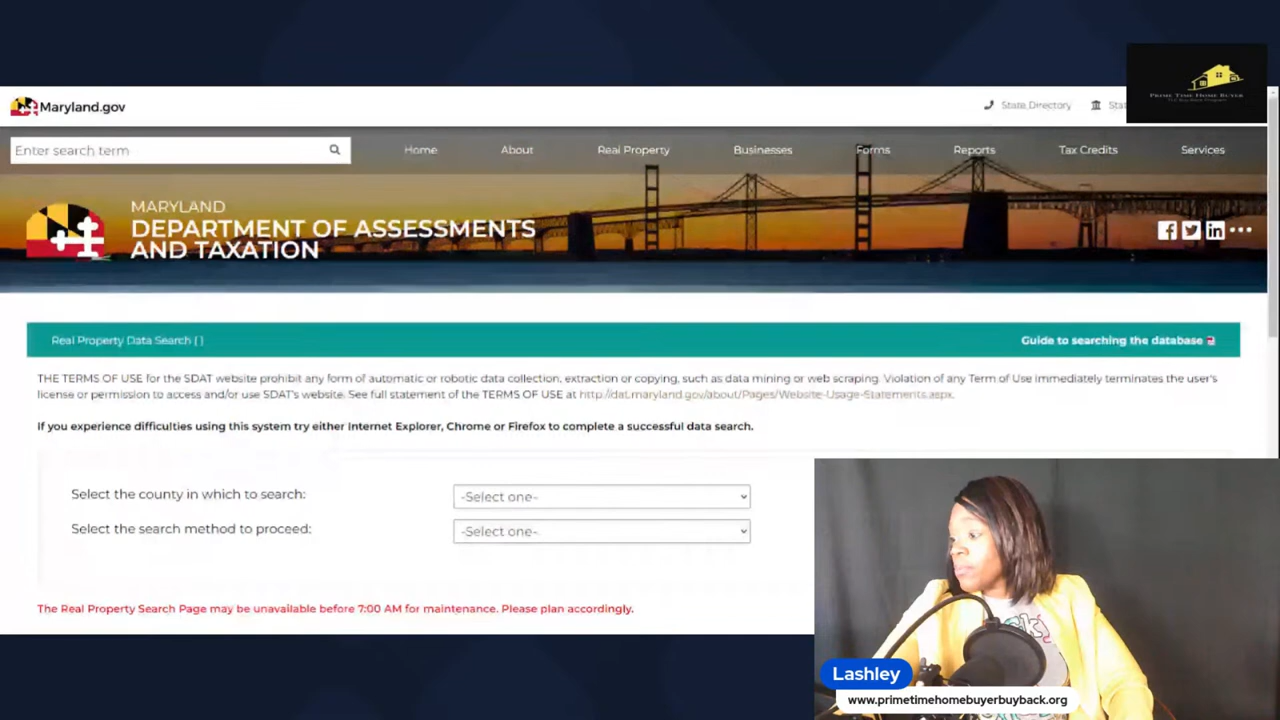 Maryland.gov
State Directory
PRIME TIME HOME BUYER
Enter search term
Home
About
Real Property
Businesses
Forms
Reports
Tax Credits
Services
MARYLAND
DEPARTMENT OF ASSESSMENTS
AND TAXATION
Real Property Data Search ( )
Guide to searching the database
THE TERMS OF USE for the SDAT website prohibit any form of automatic or robotic data collection, extraction or copying, such as data mining or web scraping. Violation of any Term of Use immediately terminates the user's
license or permission to access and/or use SDAT's website. See full statement of the TERMS OF USE at http://dat.maryland.gov/about/Pages/Website-Usage-Statements.aspx.
If you experience difficulties using this system try either Internet Explorer, Chrome or Firefox to complete a successful data search.
Select the county in which to search:
-Select one-
Select the search method to proceed:
-Select one-
The Real Property Search Page may be unavailable before 7:00 AM for maintenance. Please plan accordingly.
Lashley
www.primetimehomebuyerbuyback.org